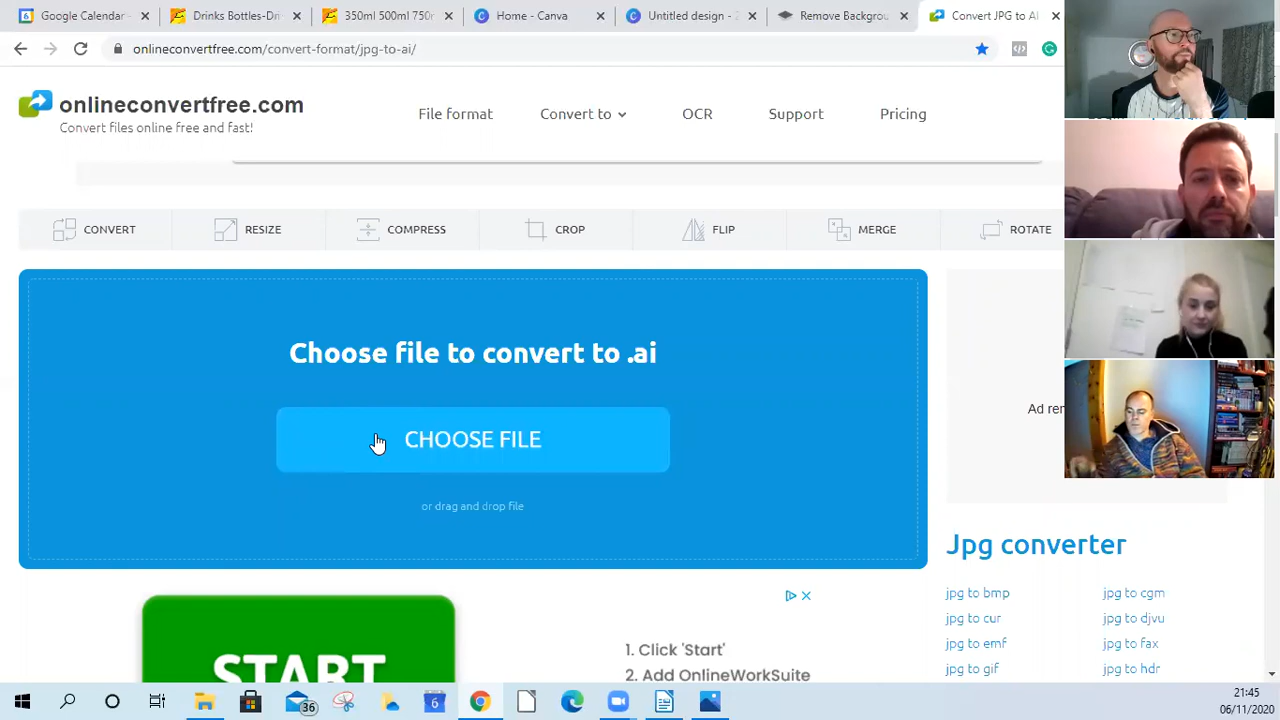 Google Calendar -
Drinks Bottles-Drin
350ml 500ml 750m
Home - Canva
Untitled design - 2
Remove Backgrou
Convert JPG to AI
onlineconvertfree.com/convert-format/jpg-to-ai/
onlineconvertfree.com
Convert files online free and fast!
File format
Convert to
OCR
Support
Pricing
CONVERT
RESIZE
COMPRESS
CROP
FLIP
MERGE
ROTATE
Choose file to convert to .ai
CHOOSE FILE
or drag and drop file
Ad rem
Jpg converter
jpg to bmp
jpg to cgm
jpg to cur
jpg to djvu
jpg to emf
jpg to fax
jpg to gif
jpg to hdr
START
1. Click 'Start'
2. Add OnlineWorkSuite
36
6
21:45
06/11/2020